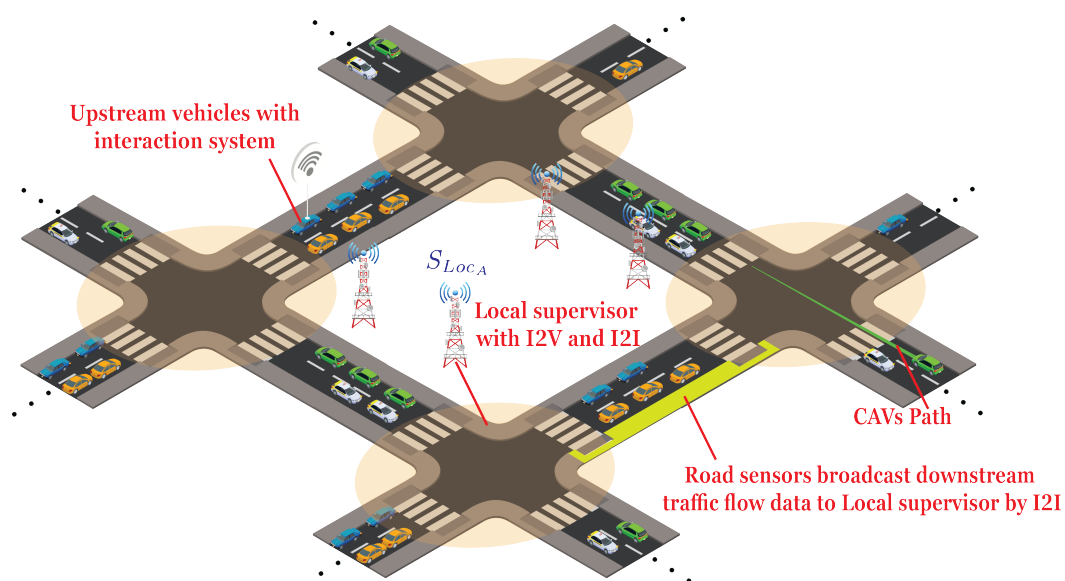 Upstream vehicles with
interaction system
S_{Loc_A}
Local supervisor
with I2V and I2I
CAVs Path
Road sensors broadcast downstream
traffic flow data to Local supervisor by I2I